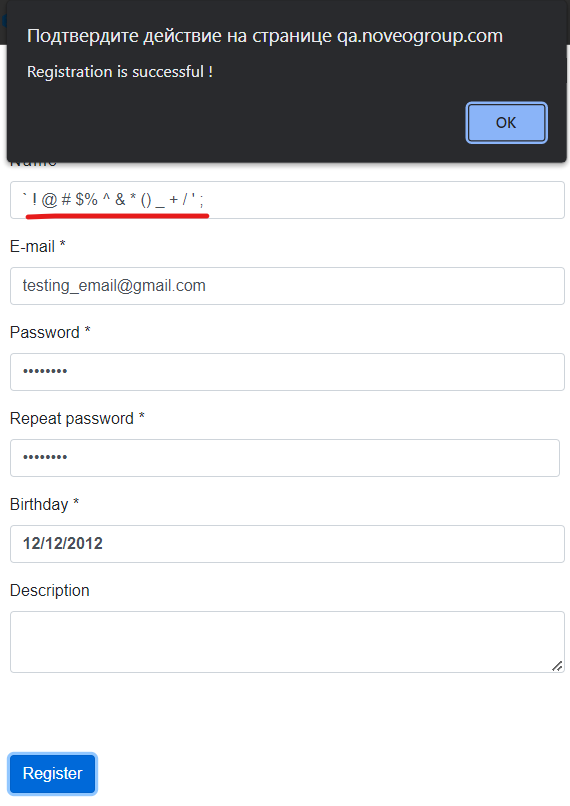 Подтвердите действие на странице qa.noveogroup.com
Registration is successful !
OK
Name
` ! @ # $% ^ & * () _ + / ' ;
E-mail *
testing_email@gmail.com
Password *
••••••••
Repeat password *
••••••••
Birthday *
12/12/2012
Description
Register